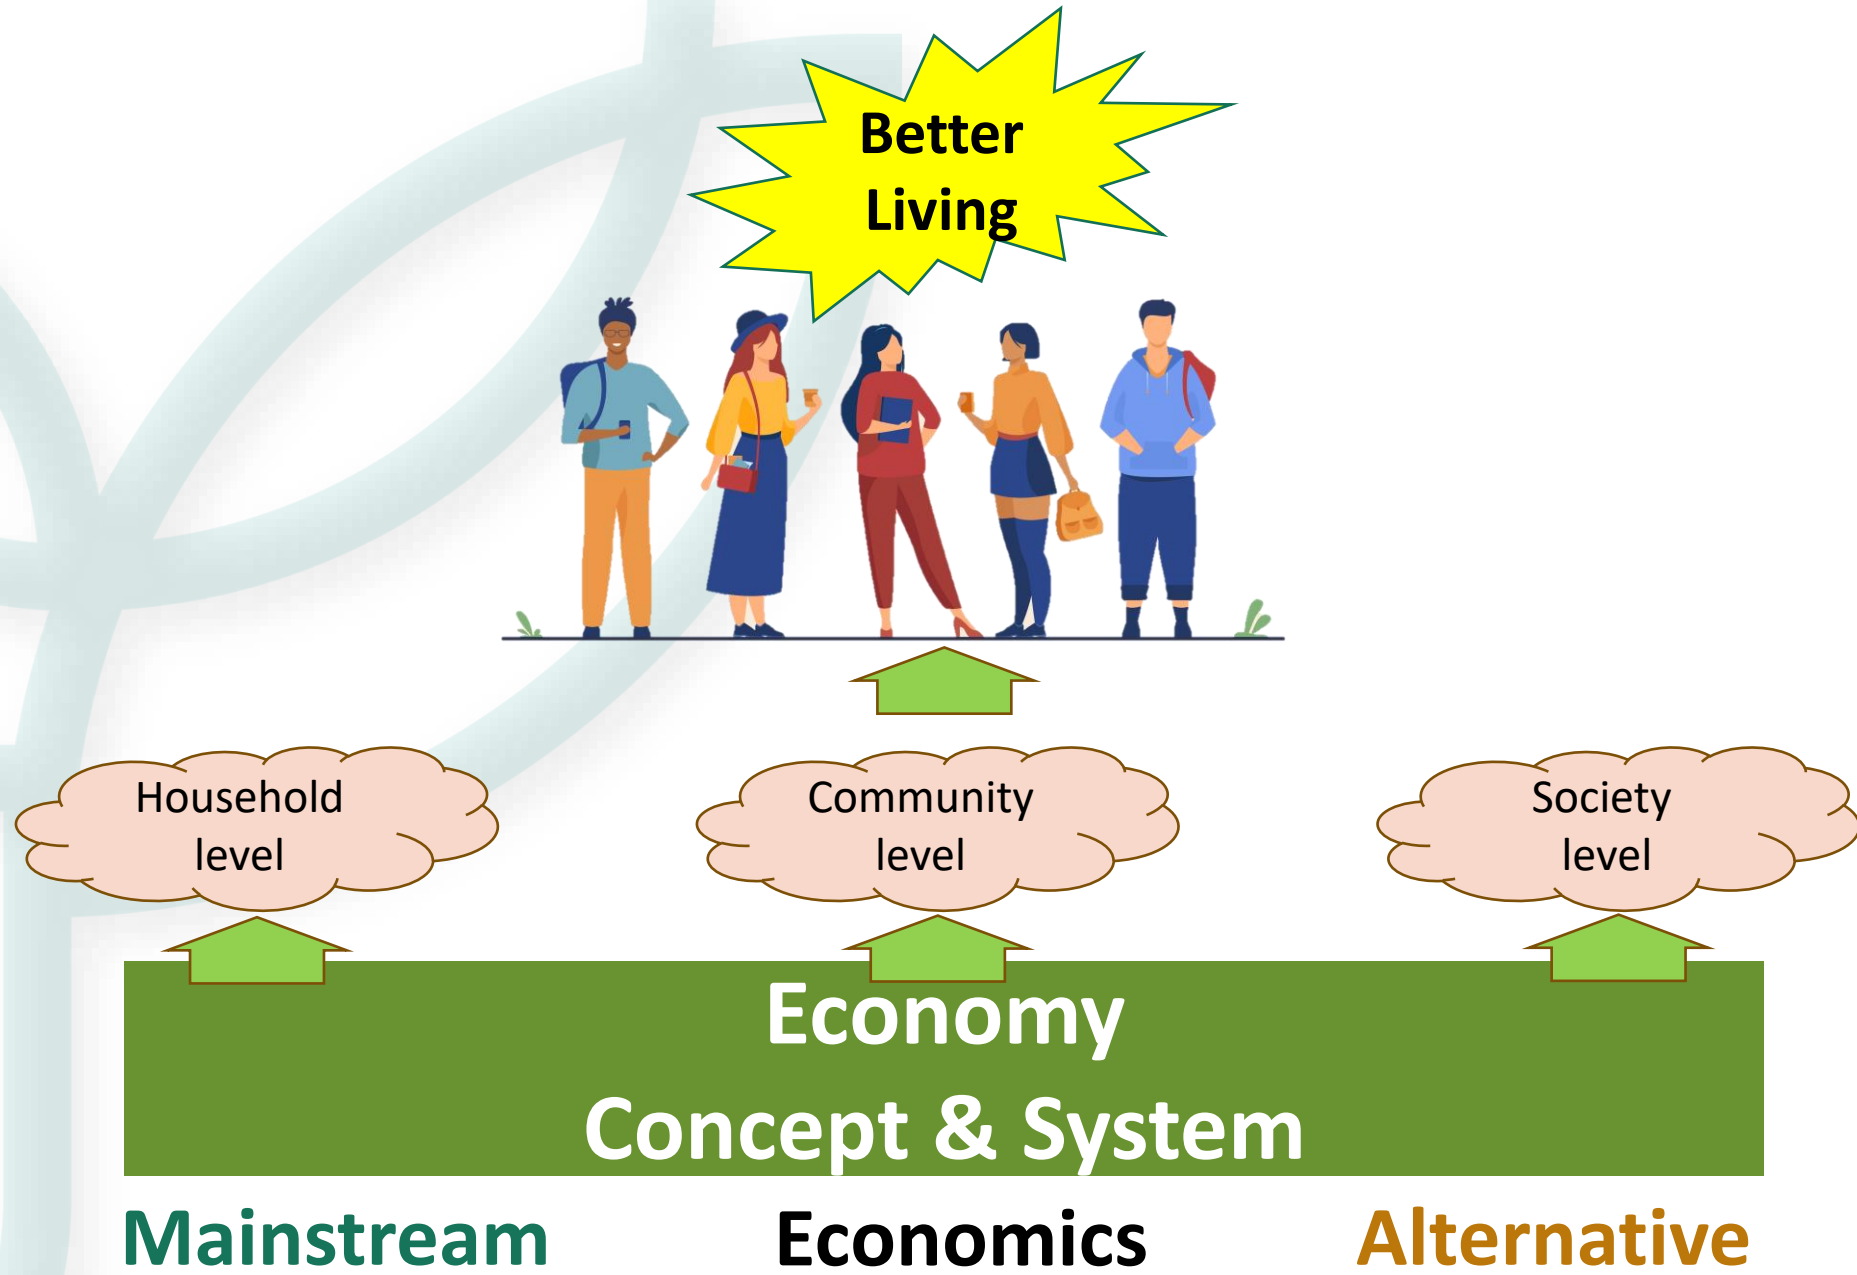 Better
Living
Household
level
Community
level
Society
level
Economy
Concept & System
Mainstream
Economics
Alternative